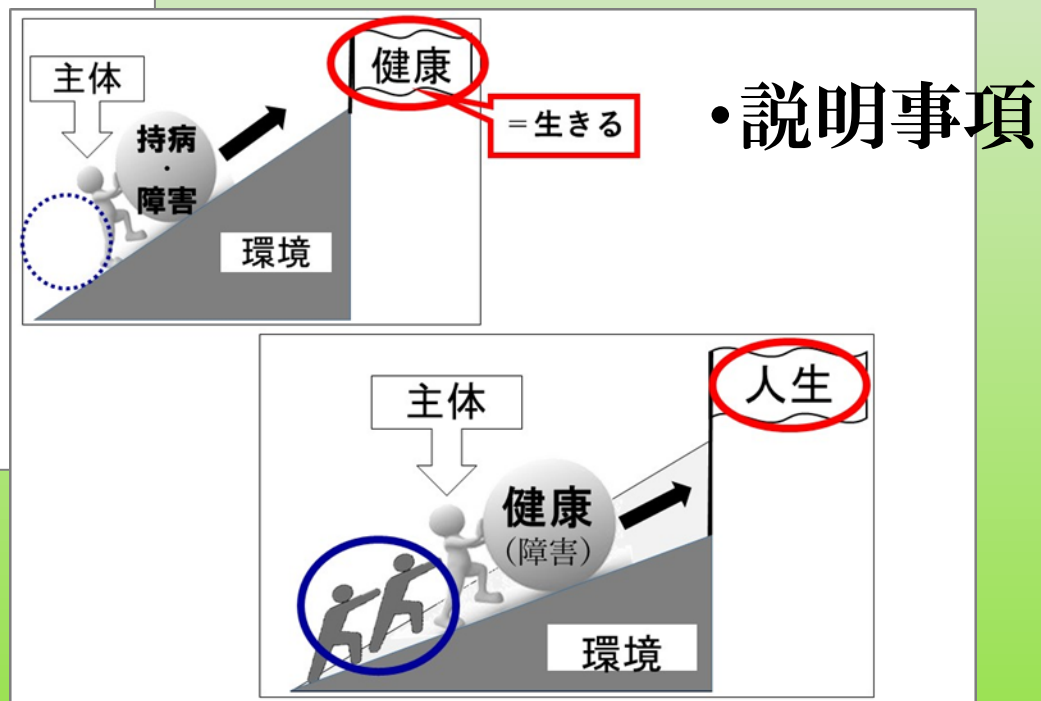 主体
健康
＝生きる
・説明事項
持病
・
障害
環境
人生
主体
健康
（障害）
環境